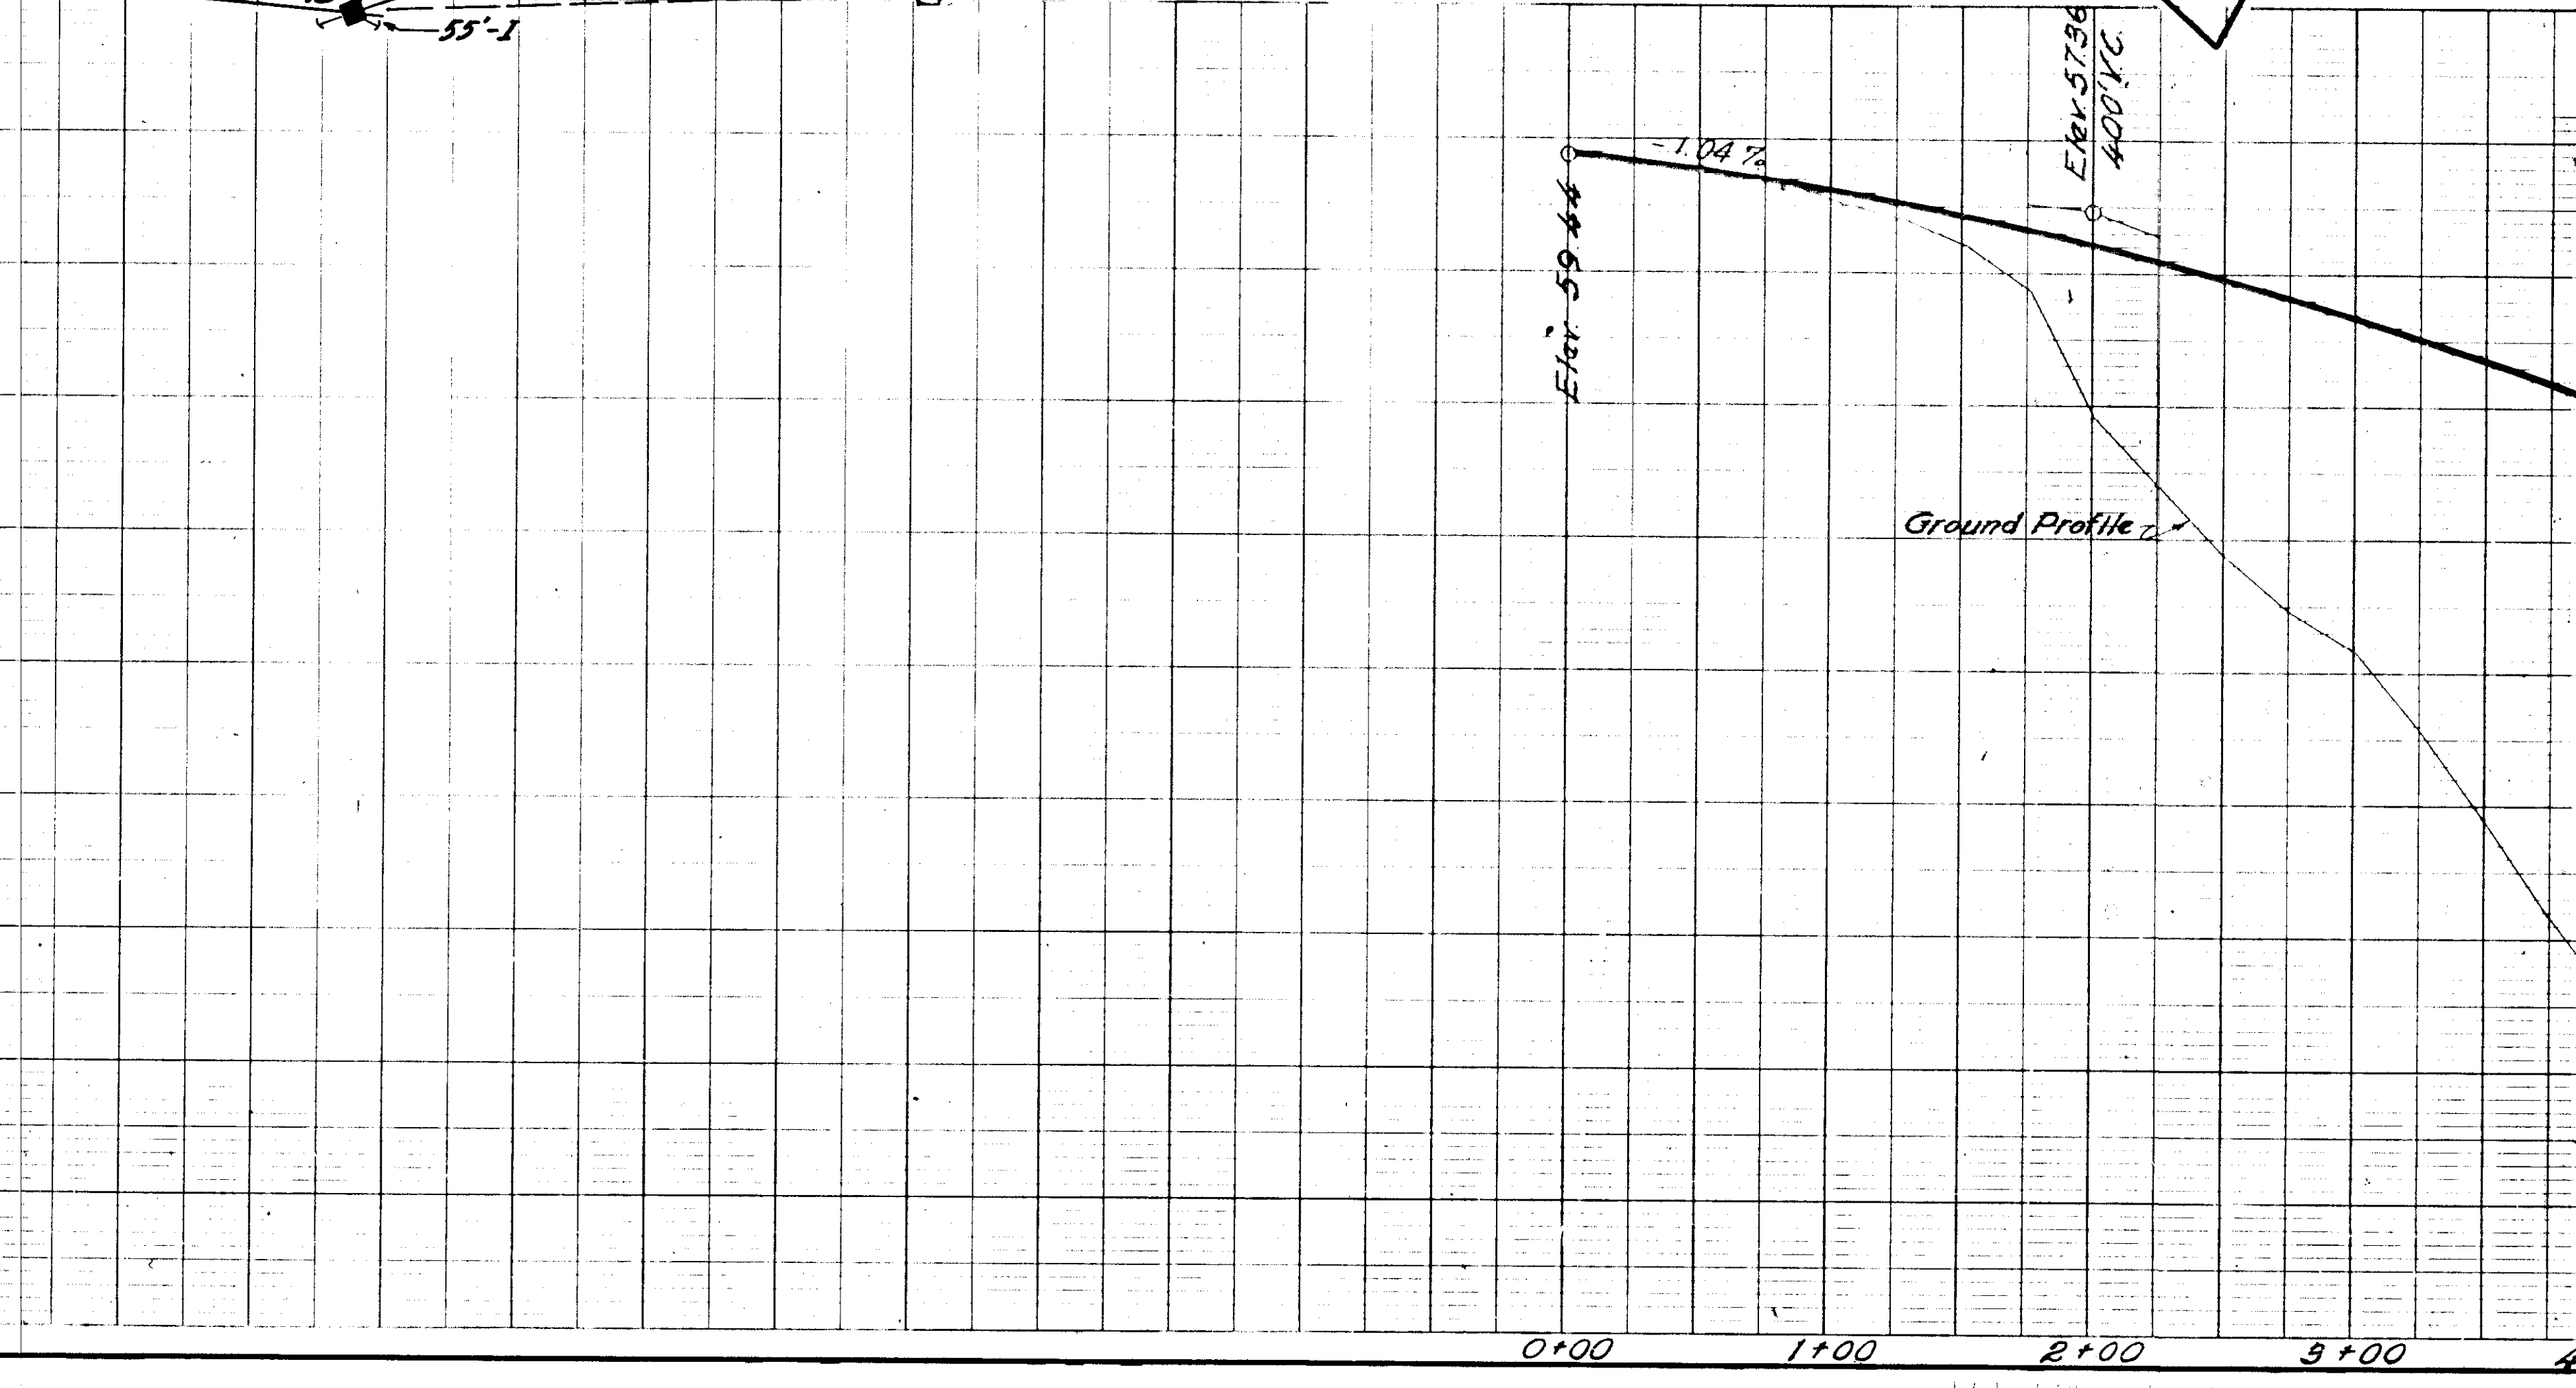 55'-I
Elev. 57.36
400' V.C.
-1.04 %
Elev. 59.44
Ground Profile
0+00
1+00
2+00
3+00